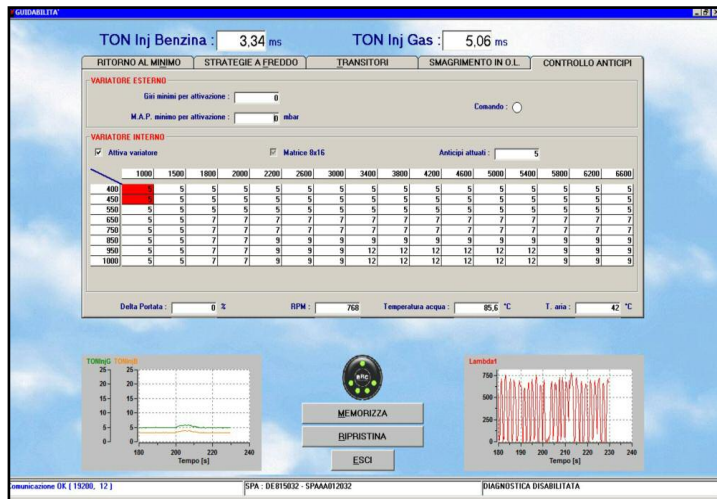 GUIDABILITA'
TON Inj Benzina : 3,34 ms TON Inj Gas : 5,06 ms
RITORNO AL MINIMO STRATEGIE A FREDDO TRANSITORI SMAGRIMENTO IN O.L. CONTROLLO ANTICIPI
VARIATORE ESTERNO
Giri minimi per attivazione : 0
Comando :
M.A.P. minimo per attivazione : 0 mbar
VARIATORE INTERNO
Attiva variatore Matrice 8x16 Anticipi attuati : 5
1000 1500 1800 2000 2200 2600 3000 3400 3800 4200 4600 5000 5400 5800 6200 6600
400 5 5 5 5 5 5 5 5 5 5 5 5 5 5 5 5
450 5 5 5 5 5 5 5 5 5 5 5 5 5 5 5 5
550 5 5 5 5 5 5 5 5 5 5 5 5 5 5 5 5
650 5 5 7 7 7 7 7 7 7 7 7 7 7 7 7 7
750 5 5 7 7 7 7 7 7 7 7 7 7 7 7 7 7
850 5 5 7 7 9 9 9 9 9 9 9 9 9 9 9 9
950 5 5 7 7 9 9 9 12 12 12 12 12 12 9 9 9
1000 5 5 7 7 9 9 9 12 12 12 12 12 12 9 9 9
Delta Portata : 0 % RPM : 768 Temperatura acqua : 85,6 °C T. aria : 42 °C
TONInjG TONInjB
25 25
20 20
15 15
10 10
5 5
0 0
180 200 220 240
Tempo [s]
BRC
MEMORIZZA
RIPRISTINA
ESCI
Lambda1
750
500
250
0
180 190 200 210 220 230 240
Tempo [s]
omunicazione OK ( 19200, 12 ) SPA : DE815032 - SPAAA012032 DIAGNOSTICA DISABILITATA